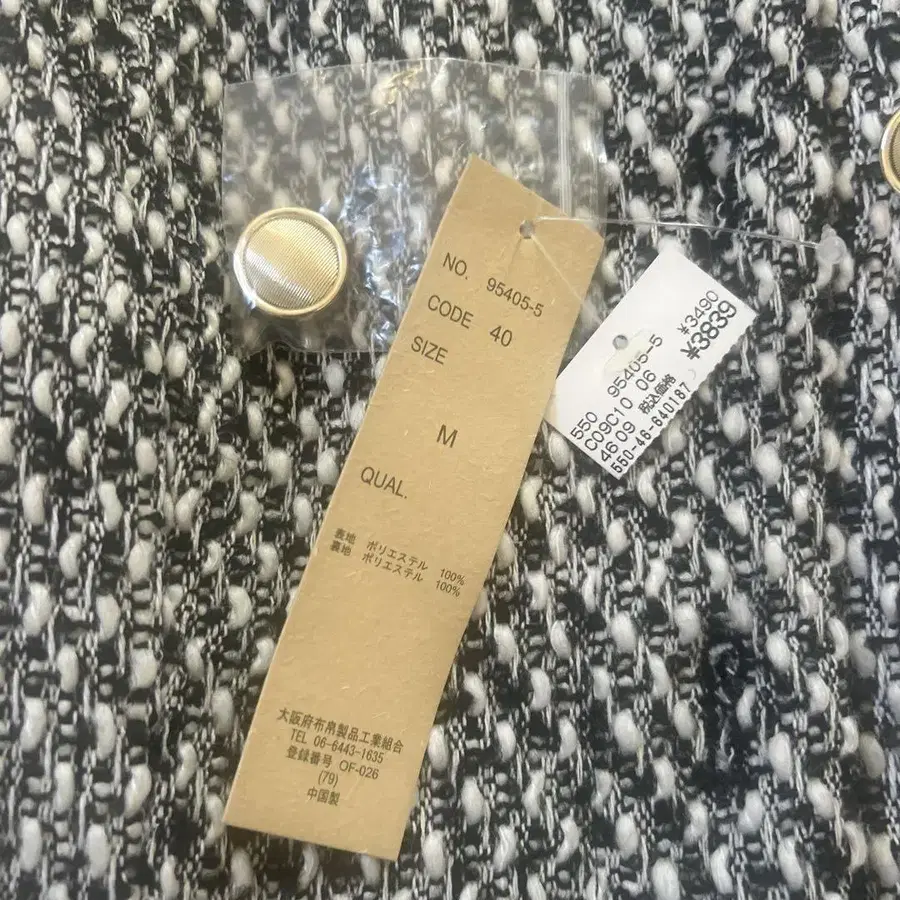 NO. 95405-5
CODE 40
SIZE
M
QUAL.
表地 ポリエステル 100%
裏地 ポリエステル 100%
大阪府布帛製品工業組合
TEL 06-6443-1635
登録番号 OF-026
(79)
中国製
550 95405-5
C09C10 06
46 09 税込価格
550-46-640187
¥3490
¥3839